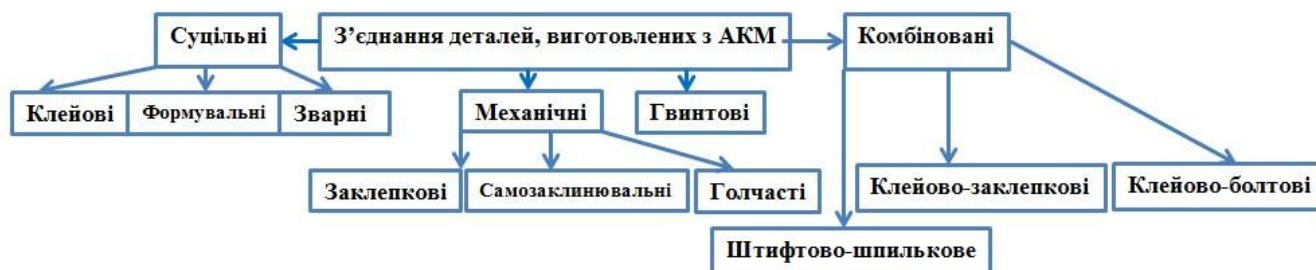 Суцільні
З’єднання деталей, виготовлених з АКМ
Комбіновані
Клейові
Формувальні
Зварні
Механічні
Гвинтові
Заклепкові
Самозаклинювальні
Голчасті
Клейово-заклепкові
Клейово-болтові
Штифтово-шпилькове